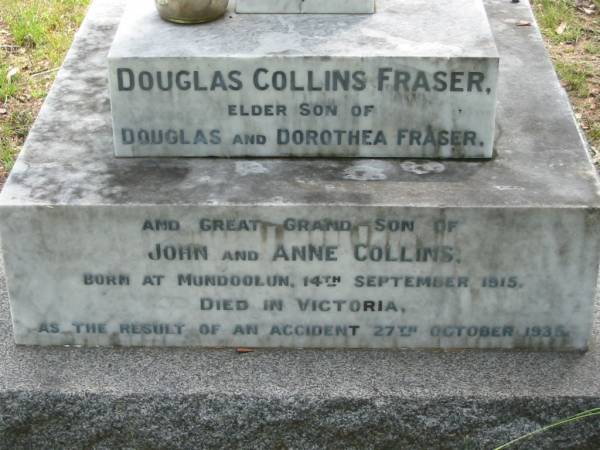 DOUGLAS COLLINS FRASER,
ELDER SON OF
DOUGLAS AND DOROTHEA FRASER.
AND GREAT GRAND SON OF
JOHN AND ANNE COLLINS.
BORN AT MUNDOOLUN, 14TH SEPTEMBER 1915.
DIED IN VICTORIA,
AS THE RESULT OF AN ACCIDENT 27TH OCTOBER 1935.